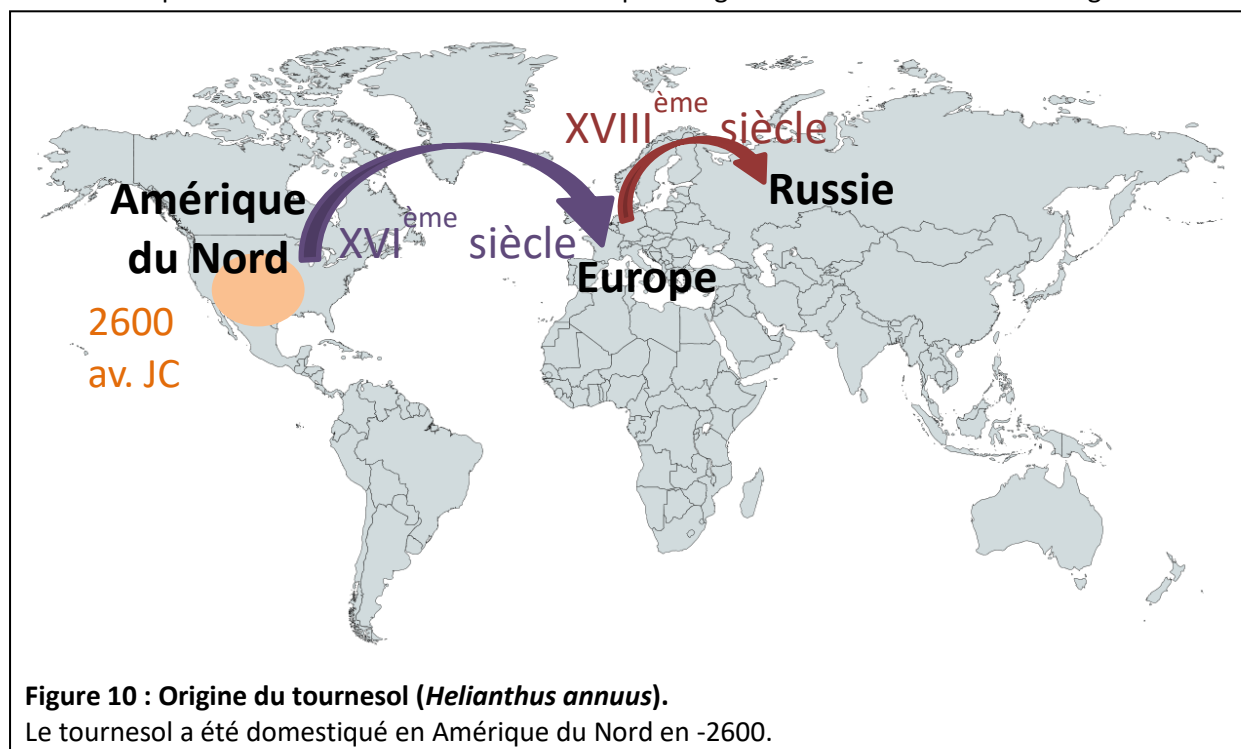 XVIIIème siècle
Amérique
du Nord
Russie
XVIème siècle
Europe
2600
av. JC
Figure 10 : Origine du tournesol (Helianthus annuus).
Le tournesol a été domestiqué en Amérique du Nord en -2600.